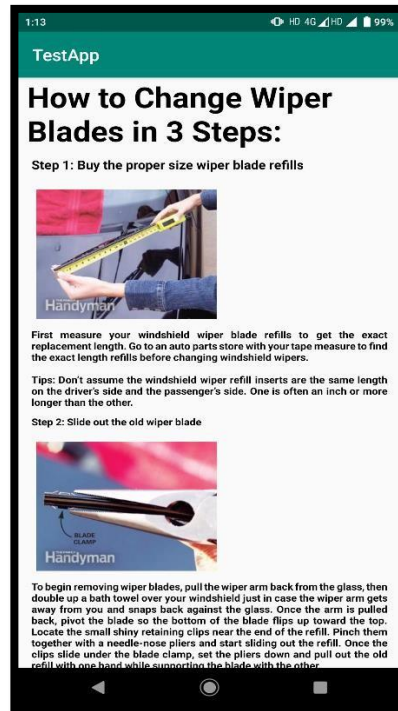 1:13
HD 4G HD 99%
TestApp
How to Change Wiper
Blades in 3 Steps:
Step 1: Buy the proper size wiper blade refills
Handyman
First measure your windshield wiper blade refills to get the exact
replacement length. Go to an auto parts store with your tape measure to find
the exact length refills before changing windshield wipers.
Tips: Don't assume the windshield wiper refill inserts are the same length
on the driver's side and the passenger's side. One is often an inch or more
longer than the other.
Step 2: Slide out the old wiper blade
BLADE
CLAMP
Handyman
To begin removing wiper blades, pull the wiper arm back from the glass, then
double up a bath towel over your windshield just in case the wiper arm gets
away from you and snaps back against the glass. Once the arm is pulled
back, pivot the blade so the bottom of the blade flips up toward the top.
Locate the small shiny retaining clips near the end of the refill. Pinch them
together with a needle-nose pliers and start sliding out the refill. Once the
clips slide under the blade clamp, set the pliers down and pull out the old
refill with one hand while supporting the blade with the other.